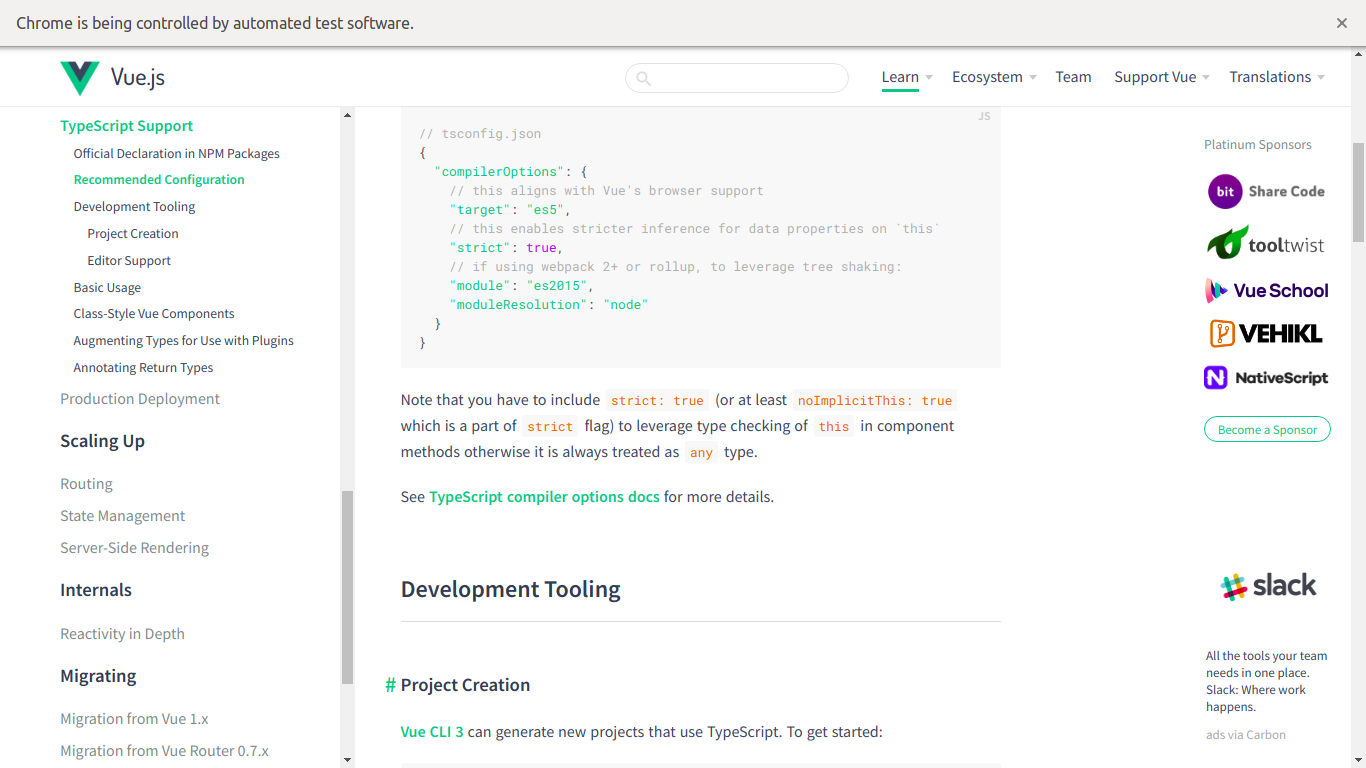 Chrome is being controlled by automated test software.
Vue.js
Learn
Ecosystem
Team
Support Vue
Translations
TypeScript Support
Official Declaration in NPM Packages
Recommended Configuration
Development Tooling
Project Creation
Editor Support
Basic Usage
Class-Style Vue Components
Augmenting Types for Use with Plugins
Annotating Return Types
Production Deployment
Scaling Up
Routing
State Management
Server-Side Rendering
Internals
Reactivity in Depth
Migrating
Migration from Vue 1.x
Migration from Vue Router 0.7.x
JS
// tsconfig.json
{
  "compilerOptions": {
    // this aligns with Vue's browser support
    "target": "es5",
    // this enables stricter inference for data properties on `this`
    "strict": true,
    // if using webpack 2+ or rollup, to leverage tree shaking:
    "module": "es2015",
    "moduleResolution": "node"
  }
}
Note that you have to include strict: true (or at least noImplicitThis: true
which is a part of strict flag) to leverage type checking of this in component
methods otherwise it is always treated as any type.
See TypeScript compiler options docs for more details.
Development Tooling
# Project Creation
Vue CLI 3 can generate new projects that use TypeScript. To get started:
Platinum Sponsors
bit Share Code
tooltwist
Vue School
VEHIKL
NativeScript
Become a Sponsor
slack
All the tools your team
needs in one place.
Slack: Where work
happens.
ads via Carbon